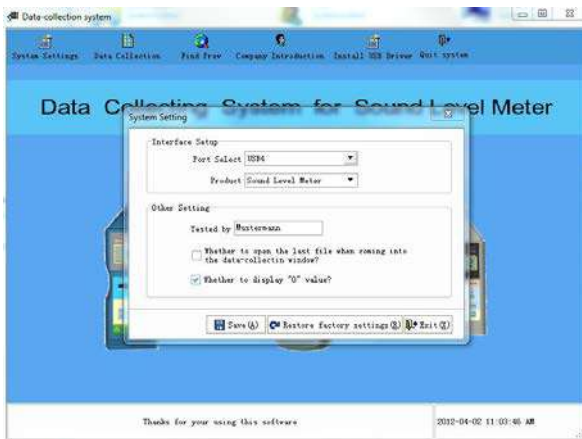 Data-collection system
System Settings Data Collection Find Prev Company Introduction Install USB Driver Quit system
Data Collecting System for Sound Level Meter
System Setting
Interface Setup
Port Select USB4
Product Sound Level Meter
Other Setting
Tested by Mustermann
Whether to open the last file when coming into
the data-collectin window?
Whether to display "0" value?
Save(A) Restore factory settings(R) Exit(X)
Thanks for your using this software
2012-04-02 11:03:46 AM